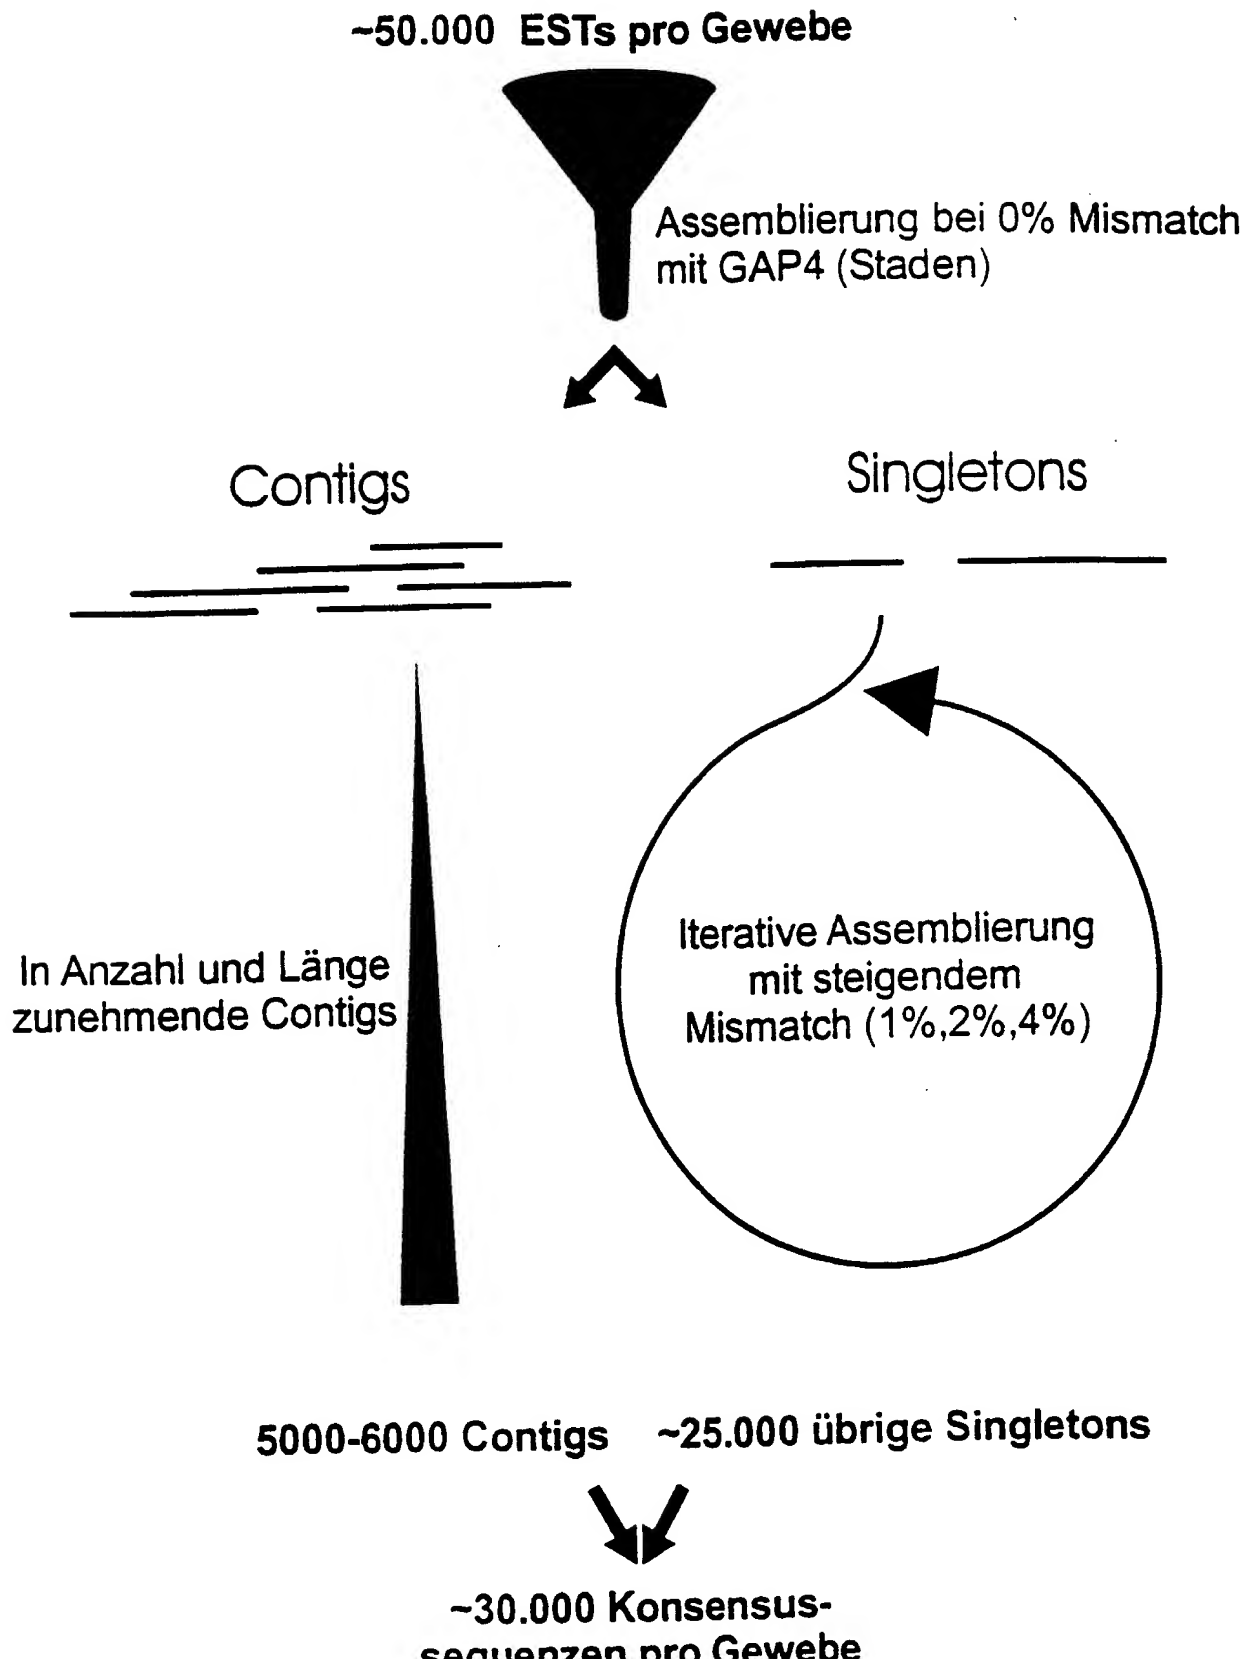 ~50.000 ESTs pro Gewebe
Assemblierung bei 0% Mismatch
mit GAP4 (Staden)
Contigs
Singletons
Iterative Assemblierung
mit steigendem
Mismatch (1%,2%,4%)
In Anzahl und Länge
zunehmende Contigs
5000-6000 Contigs
~25.000 übrige Singletons
~30.000 Konsensus-
sequenzen pro Gewebe